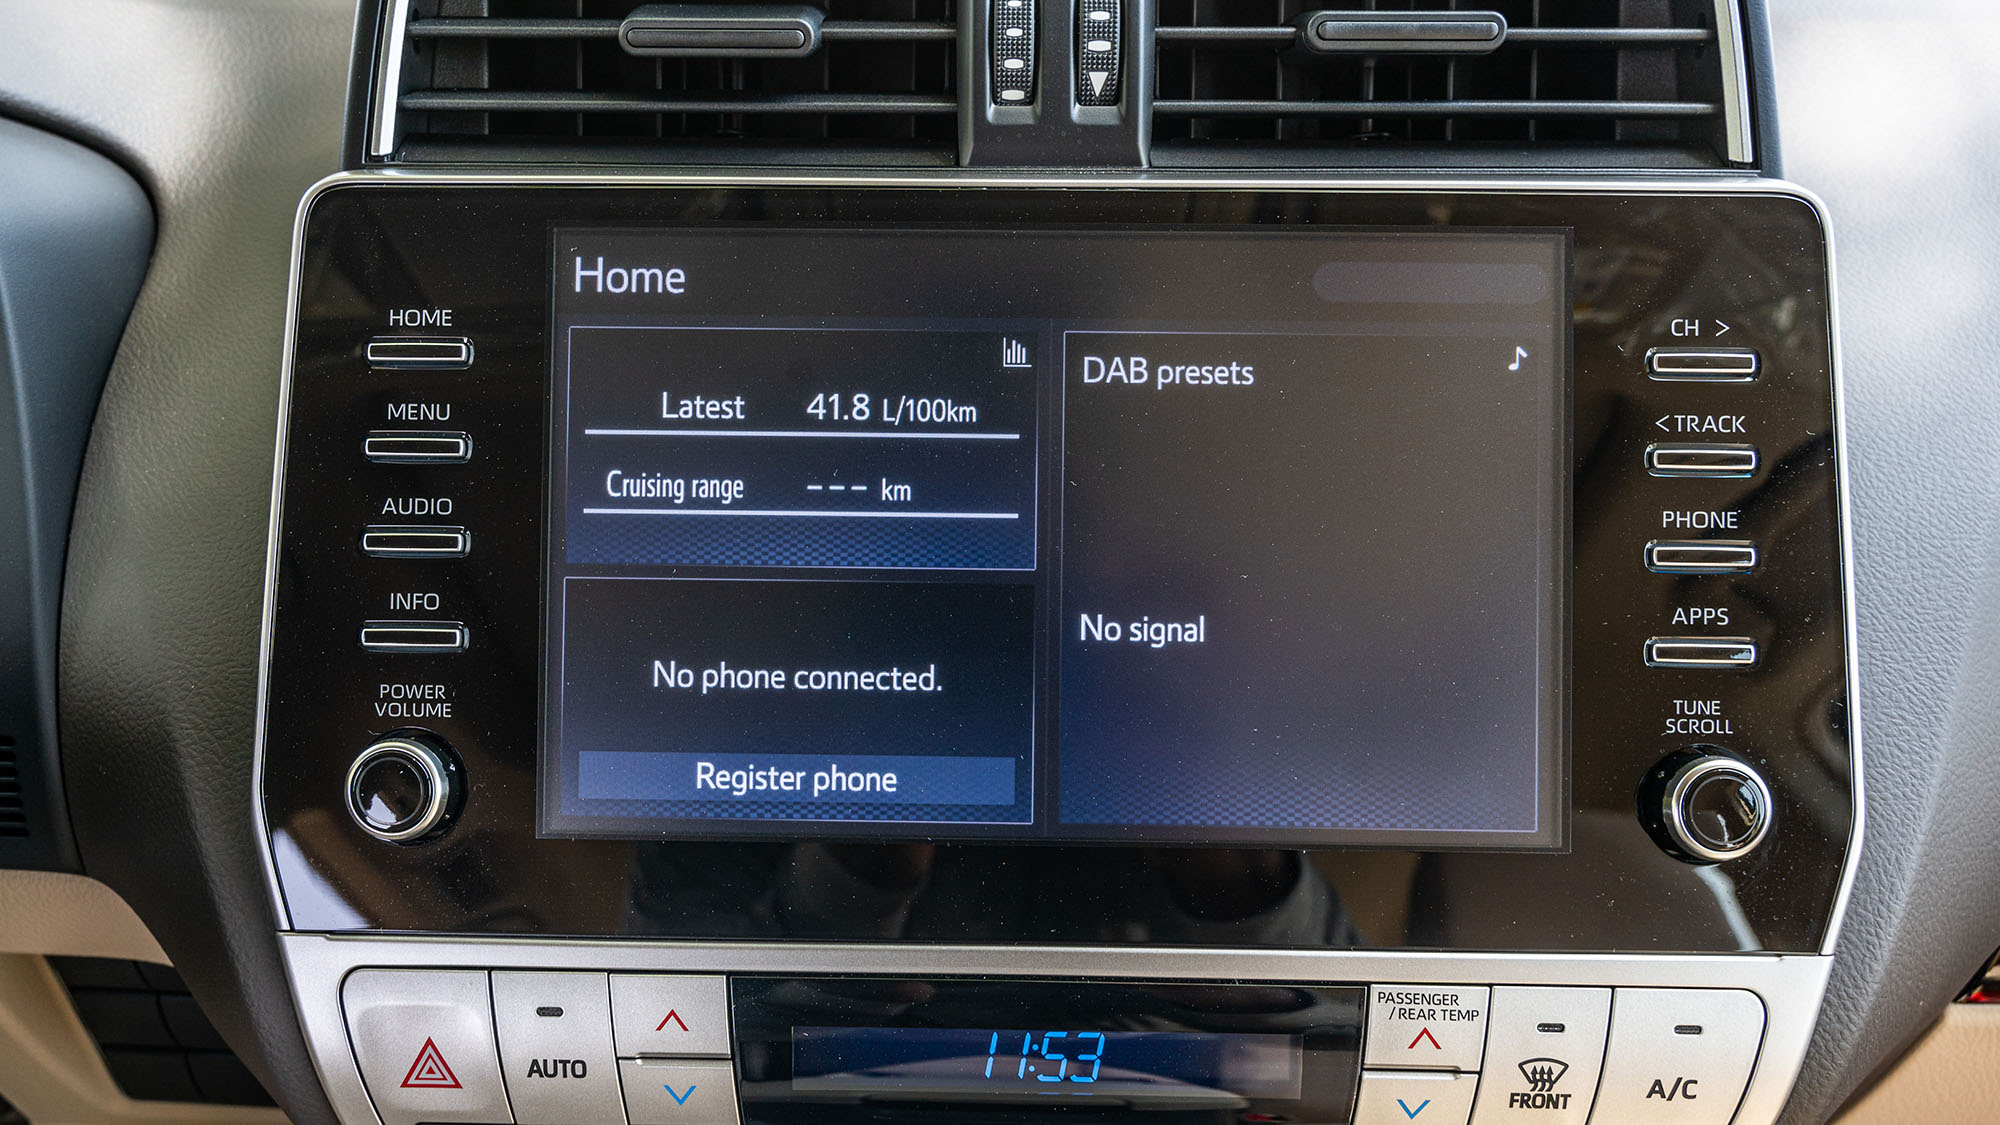 HOME
MENU
AUDIO
INFO
POWER
VOLUME
Home
Latest 41.8 L/100km
Cruising range --- km
No phone connected.
Register phone
DAB presets
No signal
CH >
< TRACK
PHONE
APPS
TUNE
SCROLL
AUTO
11:53
PASSENGER
/REAR TEMP
FRONT
A/C